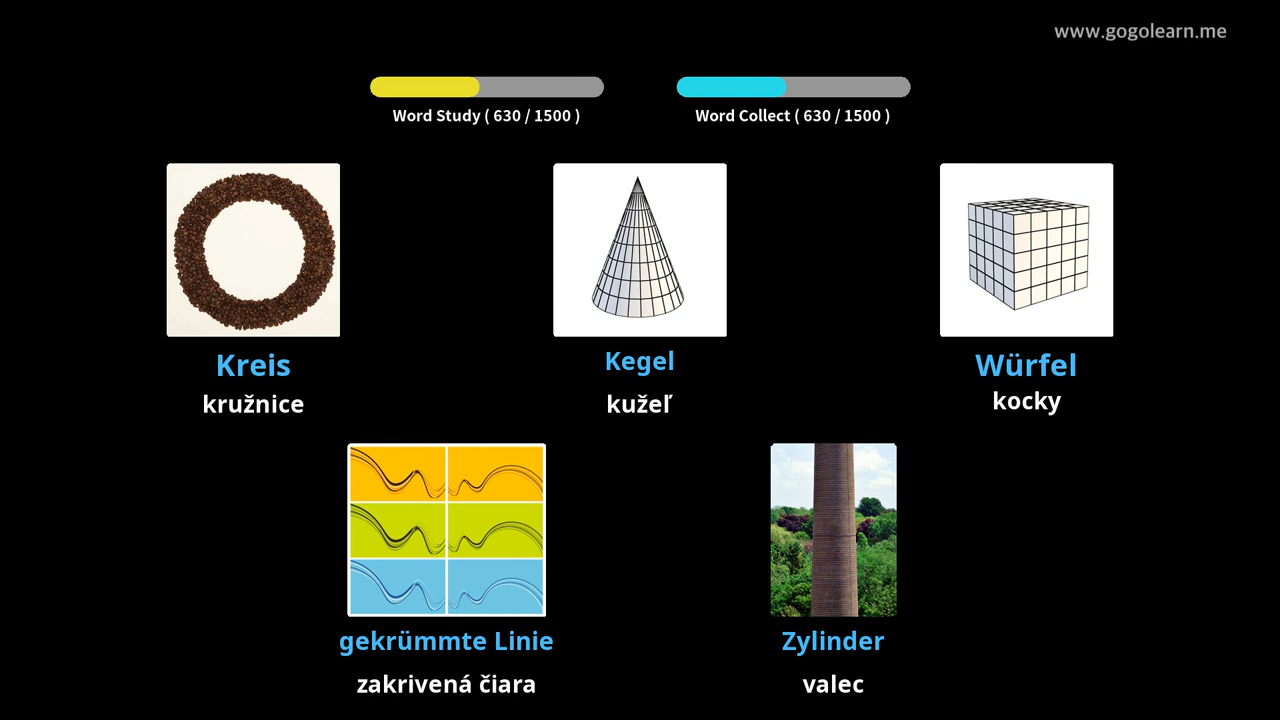 www.gogolearn.me
Word Study ( 630 / 1500 )
Word Collect ( 630 / 1500 )
Kreis
kružnice
Kegel
kužeľ
Würfel
kocky
gekrümmte Linie
zakrivená čiara
Zylinder
valec